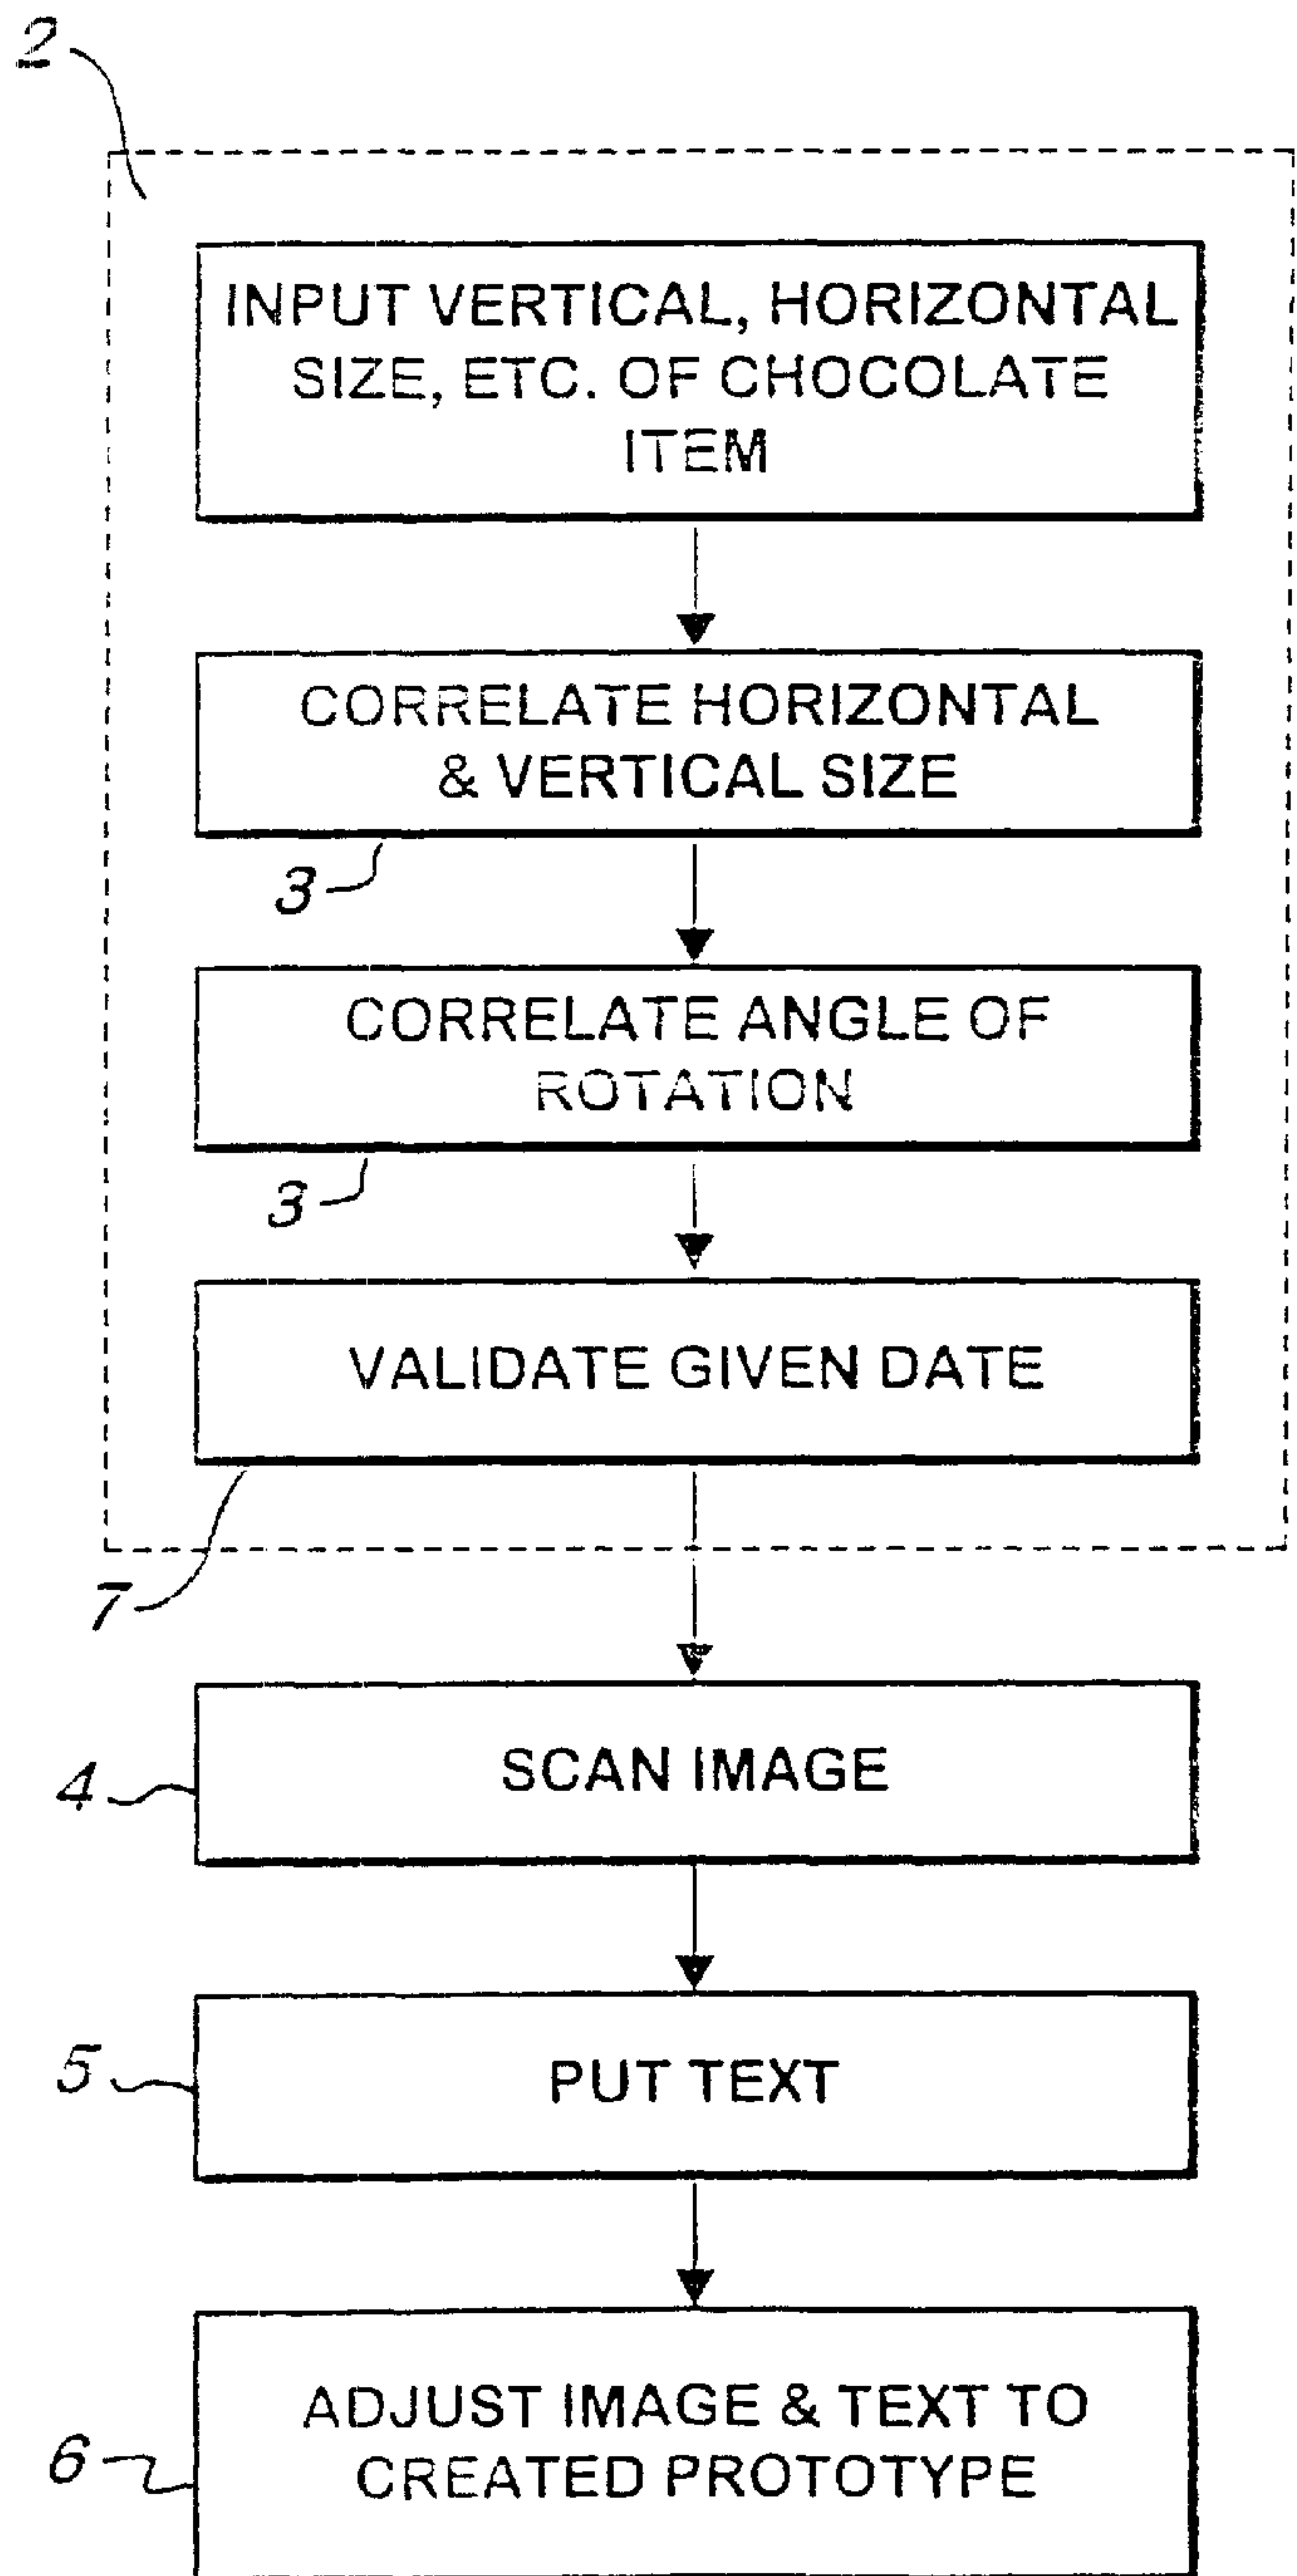 2
INPUT VERTICAL, HORIZONTAL
SIZE, ETC. OF CHOCOLATE
ITEM
CORRELATE HORIZONTAL
& VERTICAL SIZE
3
CORRELATE ANGLE OF
ROTATION
3
VALIDATE GIVEN DATE
7
4
SCAN IMAGE
5
PUT TEXT
6
ADJUST IMAGE & TEXT TO
CREATED PROTOTYPE